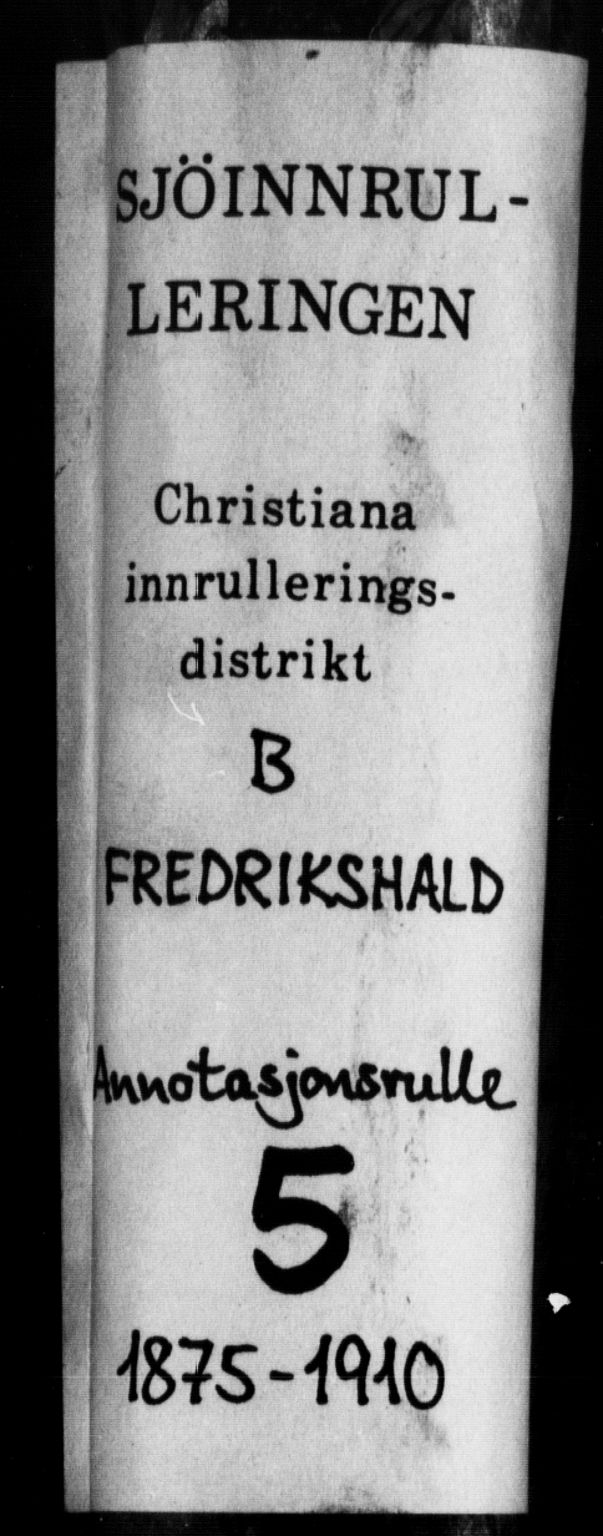 SJÖINNRUL-
LERINGEN
Christiana
innrullerings-
distrikt
B
FREDRIKSHALD
Annotasjonsrulle
5
1875-1910